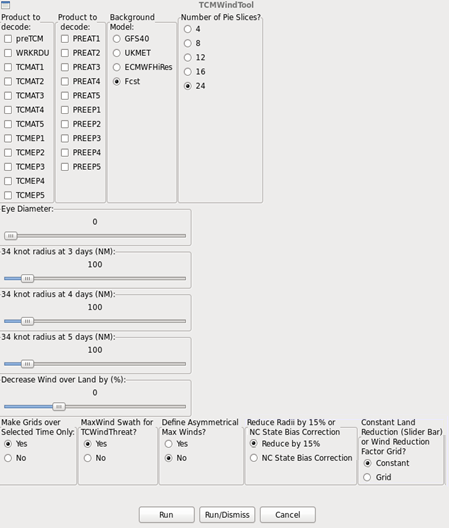 TCMWindTool
Product to decode:
preTCM
WRKRDU
TCMAT1
TCMAT2
TCMAT3
TCMAT4
TCMAT5
TCMEP1
TCMEP2
TCMEP3
TCMEP4
TCMEP5
Product to decode:
PREAT1
PREAT2
PREAT3
PREAT4
PREAT5
PREEP1
PREEP2
PREEP3
PREEP4
PREEP5
Background
Model:
GFS40
UKMET
ECMWFHiRes
Fcst
Number of Pie Slices?
4
8
12
16
24
Eye Diameter:
0
34 knot radius at 3 days (NM):
100
34 knot radius at 4 days (NM):
100
34 knot radius at 5 days (NM):
100
Decrease Wind over Land by (%):
0
Make Grids over
Selected Time Only:
Yes
No
MaxWind Swath for
TCWindThreat?
Yes
No
Define Asymmetrical
Max Winds?
Yes
No
Reduce Radii by 15% or
NC State Bias Correction
Reduce by 15%
NC State Bias Correction
Constant Land
Reduction (Slider Bar)
or Wind Reduction
Factor Grid?
Constant
Grid
Run
Run/Dismiss
Cancel